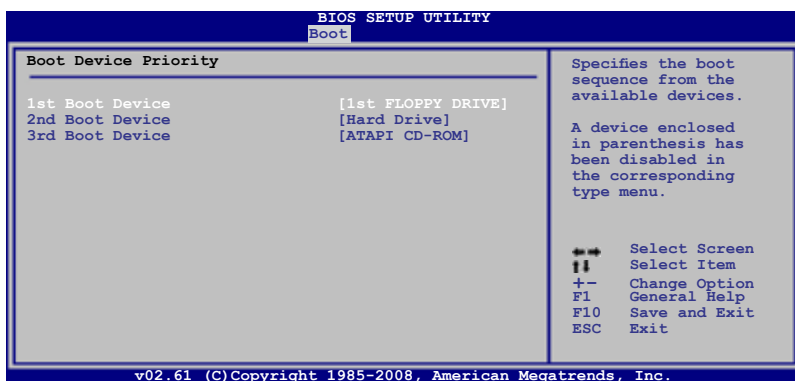 BIOS SETUP UTILITY
Boot
Boot Device Priority
1st Boot Device [1st FLOPPY DRIVE]
2nd Boot Device [Hard Drive]
3rd Boot Device [ATAPI CD-ROM]
Specifies the boot
sequence from the
available devices.
A device enclosed
in parenthesis has
been disabled in
the corresponding
type menu.
←→ Select Screen
↑↓ Select Item
+- Change Option
F1 General Help
F10 Save and Exit
ESC Exit
v02.61 (C)Copyright 1985-2008, American Megatrends, Inc.